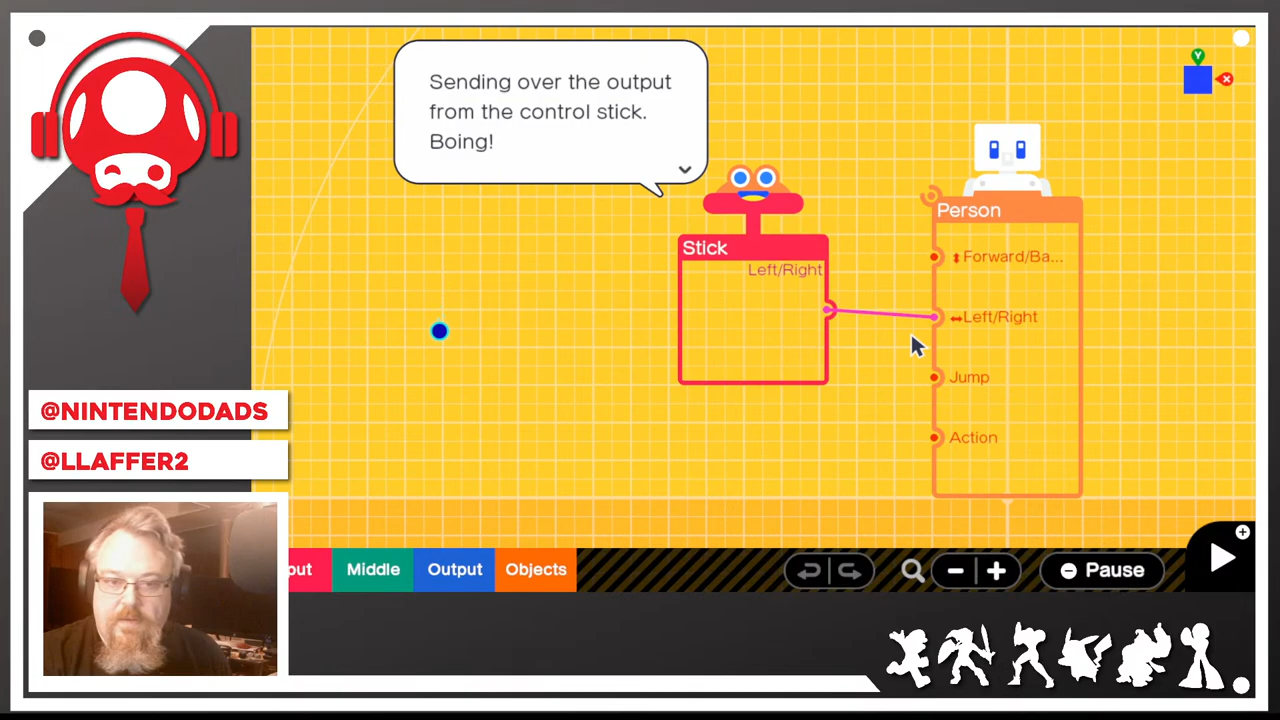 Sending over the output
from the control stick.
Boing!
Y
X
Stick
Left/Right
Person
Forward/Ba...
Left/Right
Jump
Action
@NINTENDODADS
@LLAFFER2
put
Middle
Output
Objects
Pause